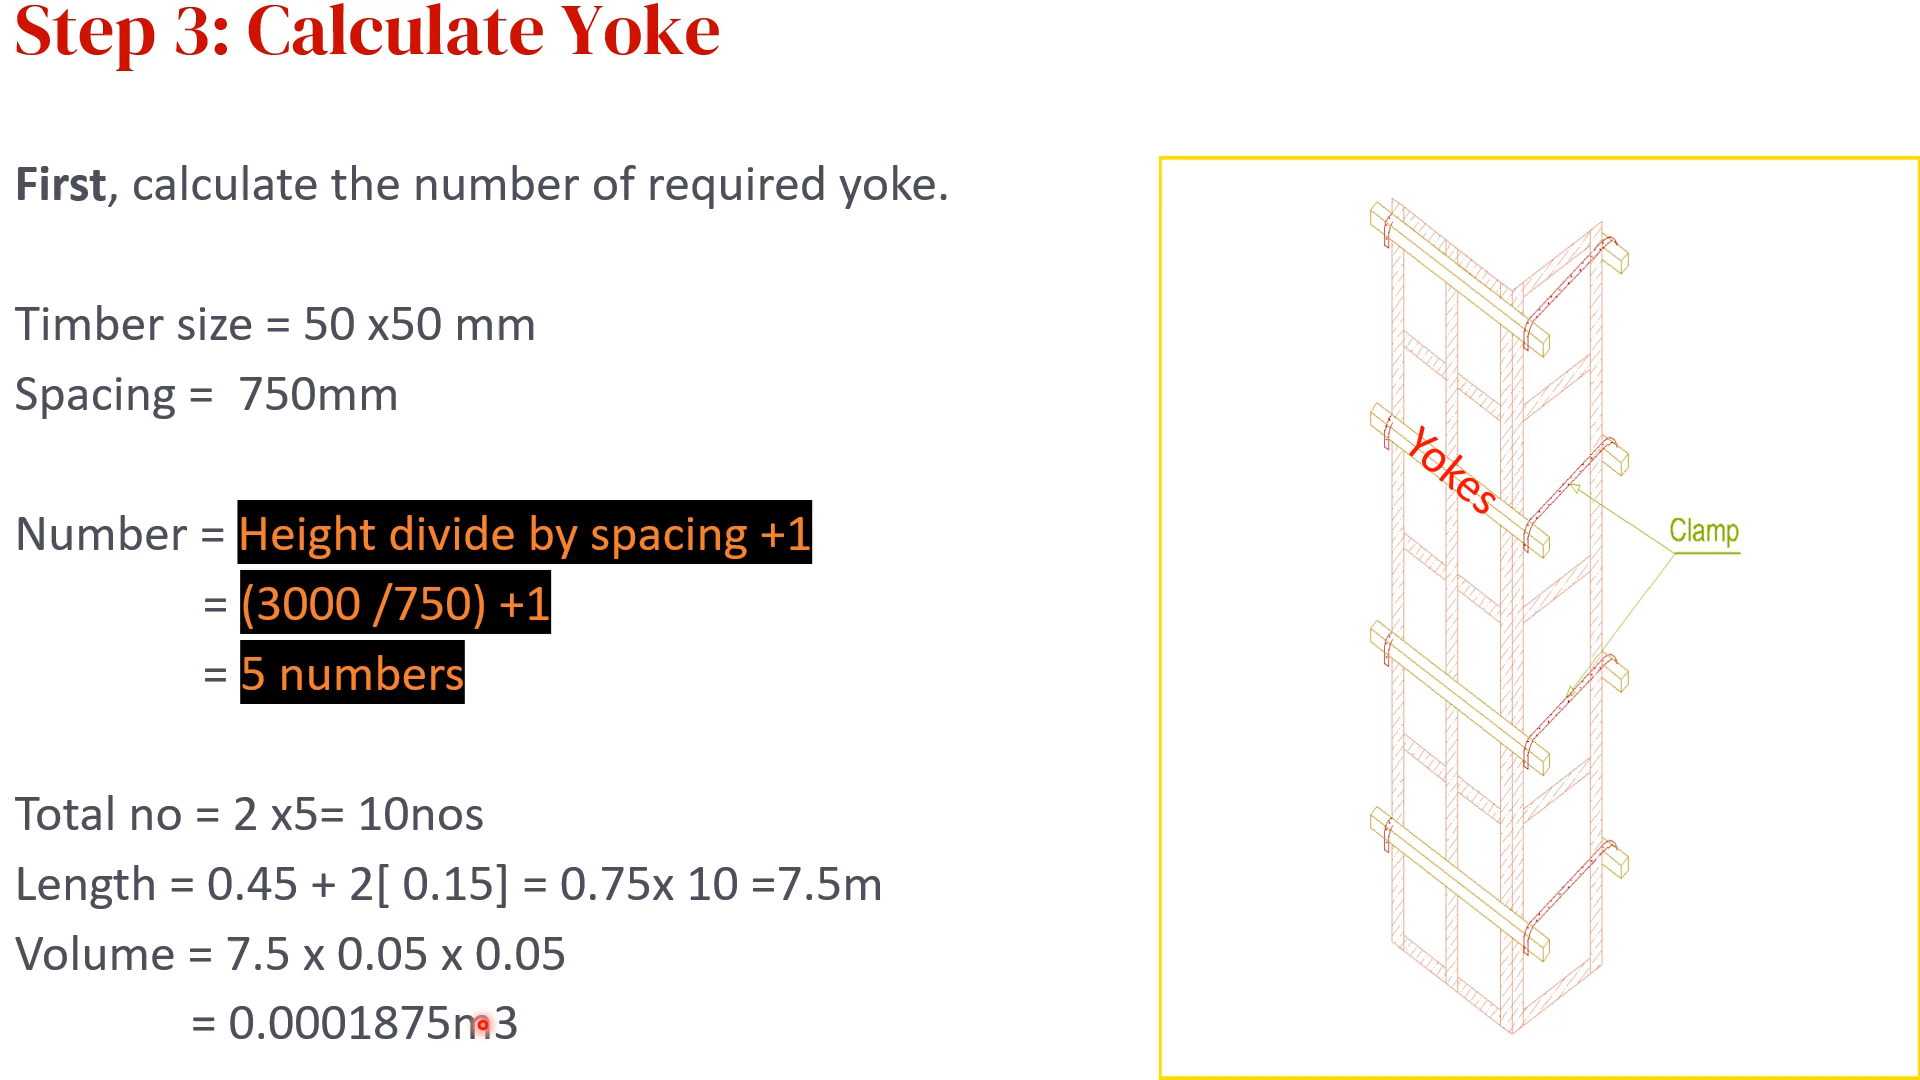 Step 3: Calculate Yoke
First, calculate the number of required yoke.
Timber size = 50 x50 mm
Spacing =  750mm
Number = Height divide by spacing +1
= (3000 /750) +1
= 5 numbers
Total no = 2 x5= 10nos
Length = 0.45 + 2[ 0.15] = 0.75x 10 =7.5m
Volume = 7.5 x 0.05 x 0.05
= 0.0001875m3
Yokes
Clamp